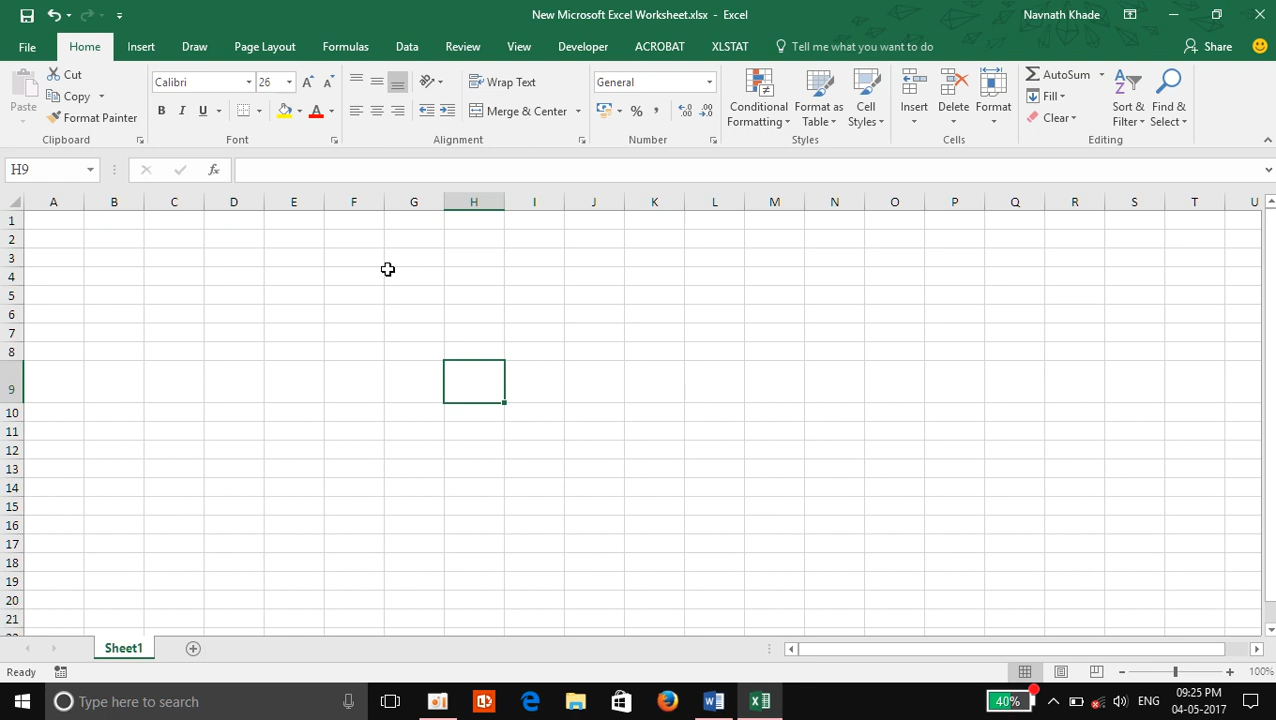 New Microsoft Excel Worksheet.xlsx - Excel
Navnath Khade
File Home Insert Draw Page Layout Formulas Data Review View Developer ACROBAT XLSTAT Tell me what you want to do Share
Paste
Cut
Copy
Format Painter
Clipboard
Calibri 26
B I U
Font
Wrap Text
Merge & Center
Alignment
General
%
Number
Conditional Formatting
Format as Table
Cell Styles
Styles
Insert
Delete
Format
Cells
AutoSum
Fill
Clear
Sort & Filter
Find & Select
Editing
H9
fx
A B C D E F G H I J K L M N O P Q R S T U
1
2
3
4
5
6
7
8
9
10
11
12
13
14
15
16
17
18
19
20
21
Sheet1
Ready
100%
Type here to search
40%
ENG
09:25 PM
04-05-2017